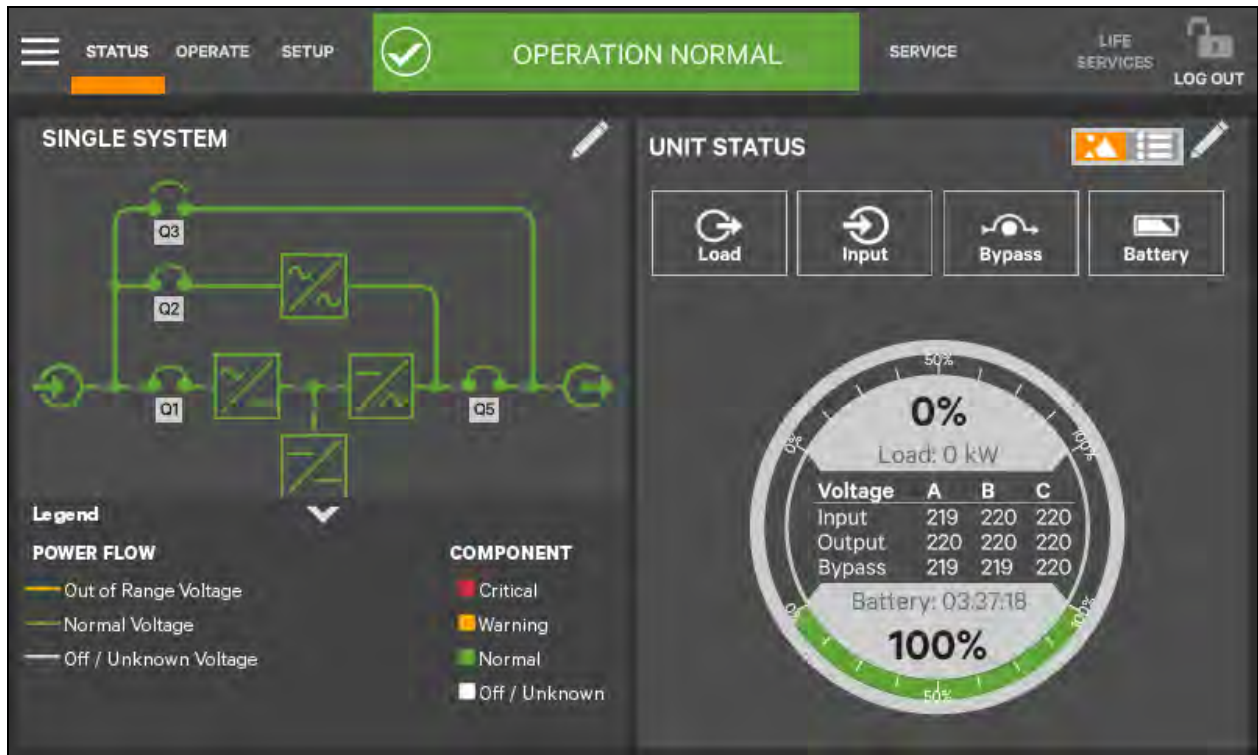 STATUS OPERATE SETUP
OPERATION NORMAL
SERVICE
LIFE
SERVICES
LOG OUT
SINGLE SYSTEM
Q3
Q2
Q1
Q5
Legend
POWER FLOW
Out of Range Voltage
Normal Voltage
Off / Unknown Voltage
COMPONENT
Critical
Warning
Normal
Off / Unknown
UNIT STATUS
Load Input Bypass Battery
50%
0% 100%
0%
Load: 0 kW
Voltage A B C
Input 219 220 220
Output 220 220 220
Bypass 219 219 220
Battery: 03:37:18
100%
0% 100%
50%